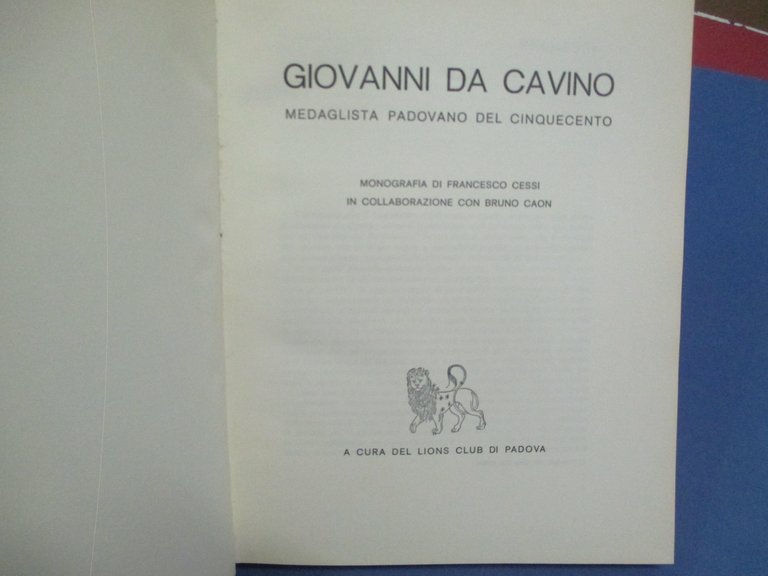 GIOVANNI DA CAVINO
MEDAGLISTA PADOVANO DEL CINQUECENTO
MONOGRAFIA DI FRANCESCO CESSI
IN COLLABORAZIONE CON BRUNO CAON
A CURA DEL LIONS CLUB DI PADOVA